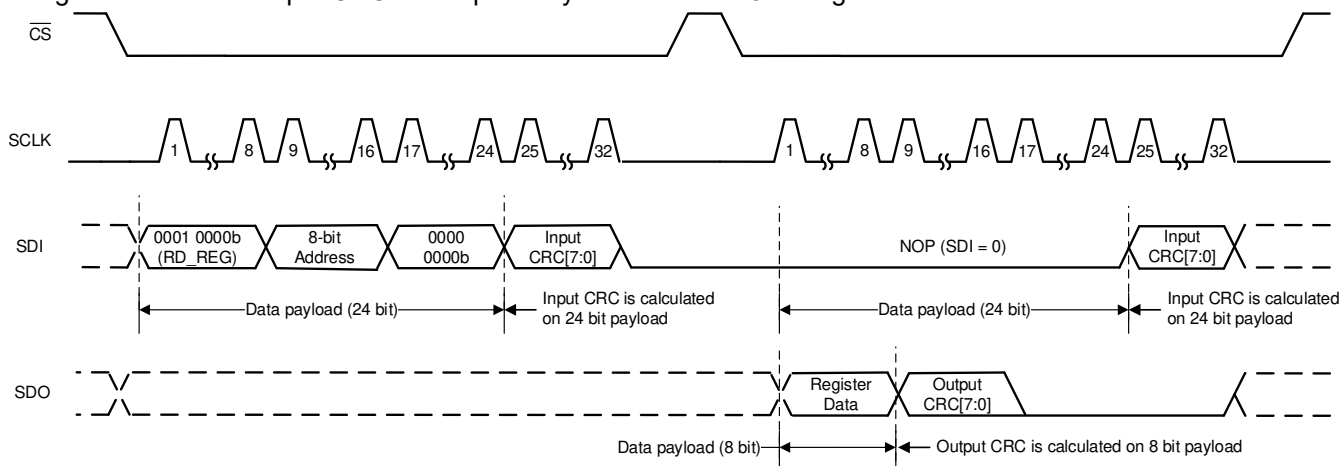 CS
SCLK
1 8 9 16 17 24 25 32 1 8 9 16 17 24 25 32
SDI
0001 0000b
(RD_REG)
8-bit
Address
0000
0000b
Input
CRC[7:0]
NOP (SDI = 0)
Input
CRC[7:0]
Data payload (24 bit)
Input CRC is calculated
on 24 bit payload
Data payload (24 bit)
Input CRC is calculated
on 24 bit payload
SDO
Register
Data
Output
CRC[7:0]
Data payload (8 bit)
Output CRC is calculated on 8 bit payload